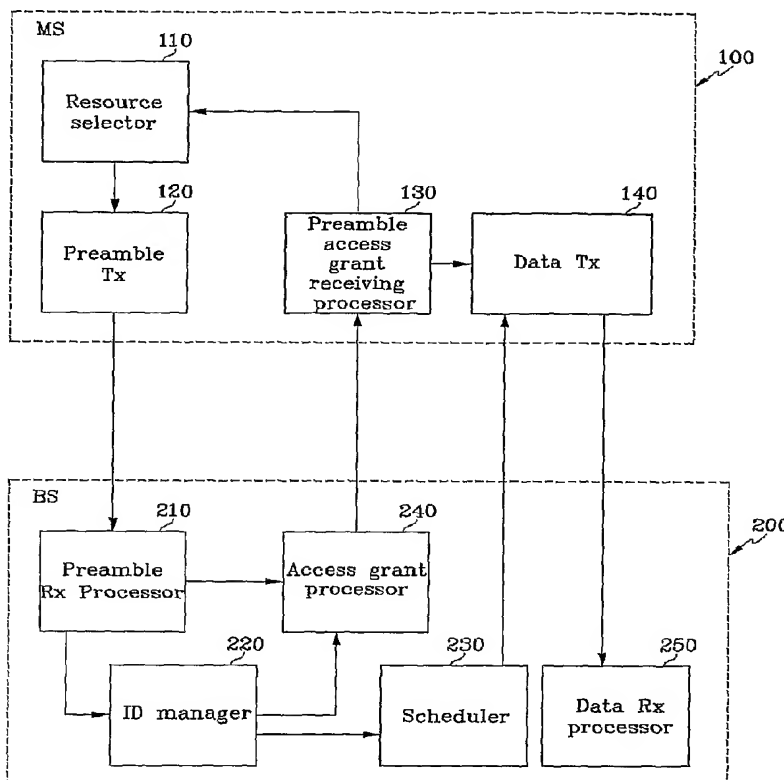 MS
110
100
Resource
selector
120
130
140
Preamble
Tx
Preamble
access
grant
receiving
processor
Data Tx
BS
210
240
200
Preamble
Rx Processor
Access grant
processor
220
230
250
ID manager
Scheduler
Data Rx
processor